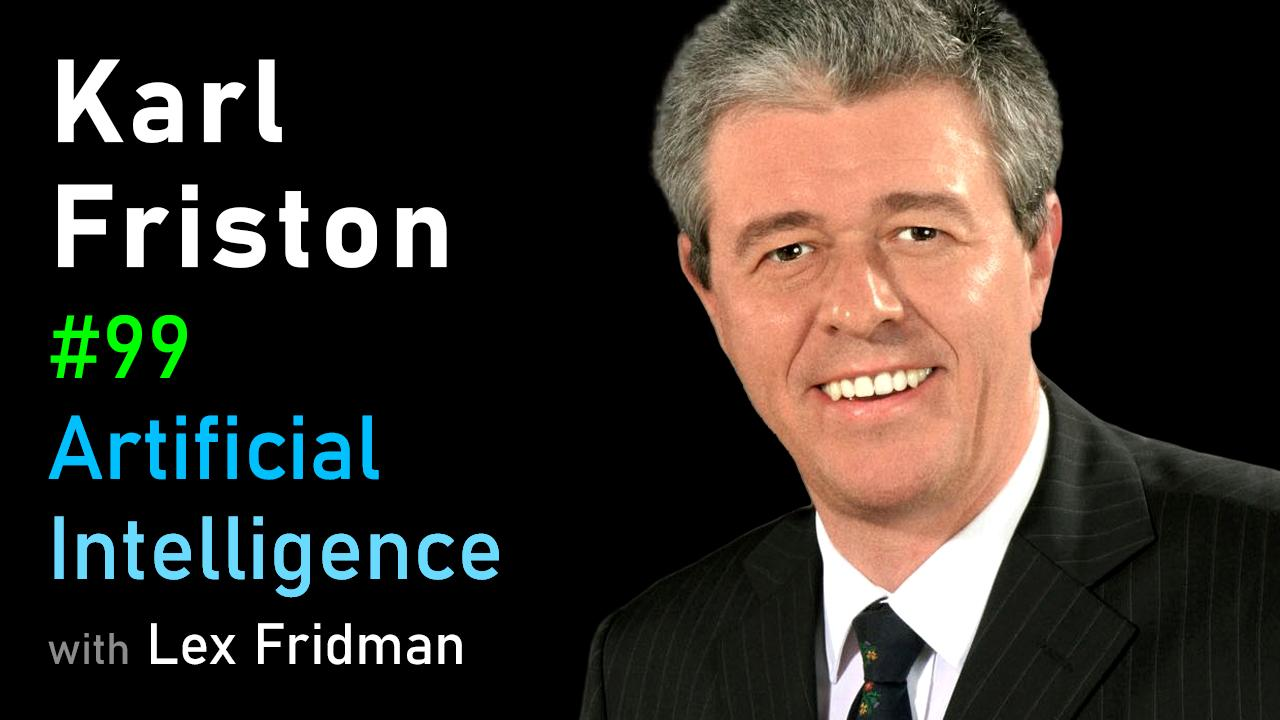 Karl
Friston
#99
Artificial
Intelligence
with Lex Fridman